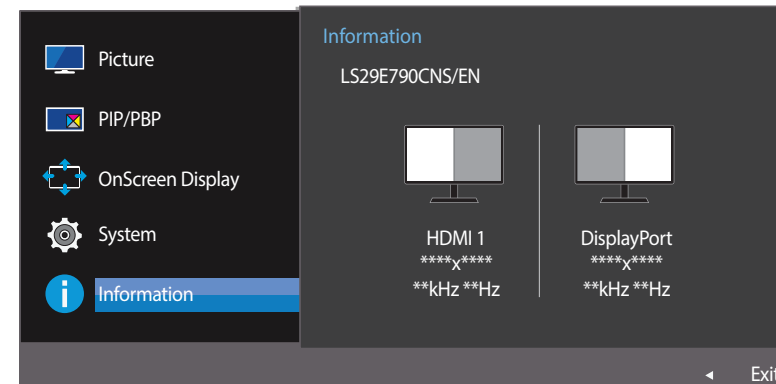 Picture
PIP/PBP
OnScreen Display
System
Information
Information
LS29E790CNS/EN
HDMI 1
****x****
**kHz **Hz
DisplayPort
****x****
**kHz **Hz
Exit